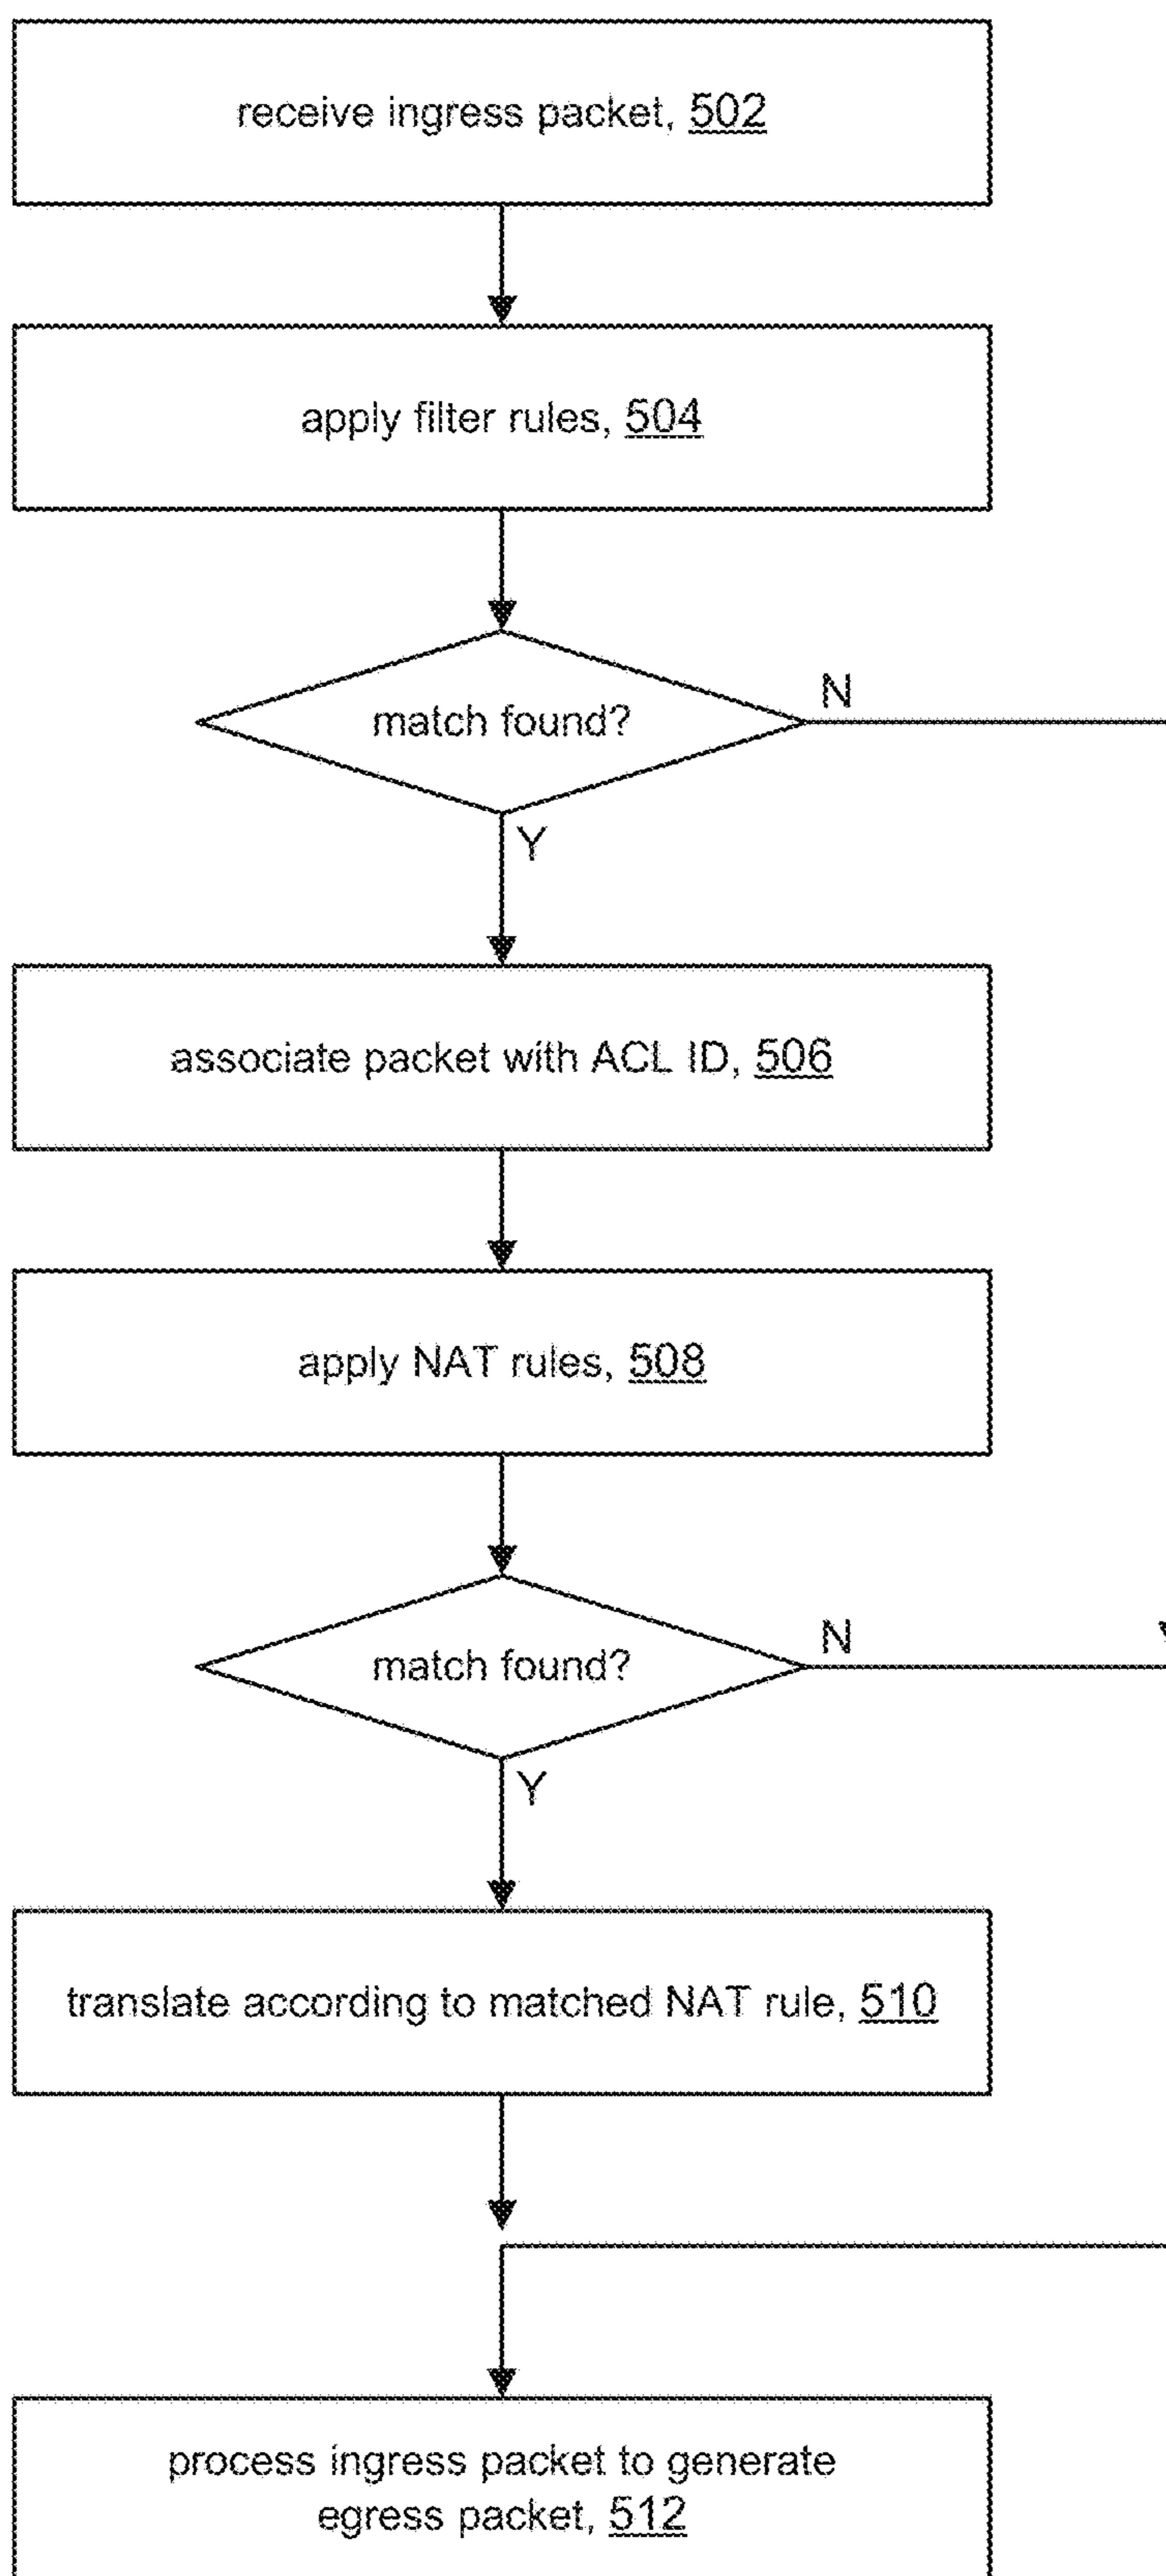 receive ingress packet, 502
apply filter rules, 504
match found?
N
Y
associate packet with ACL ID, 506
apply NAT rules, 508
match found?
N
Y
translate according to matched NAT rule, 510
process ingress packet to generate
egress packet, 512